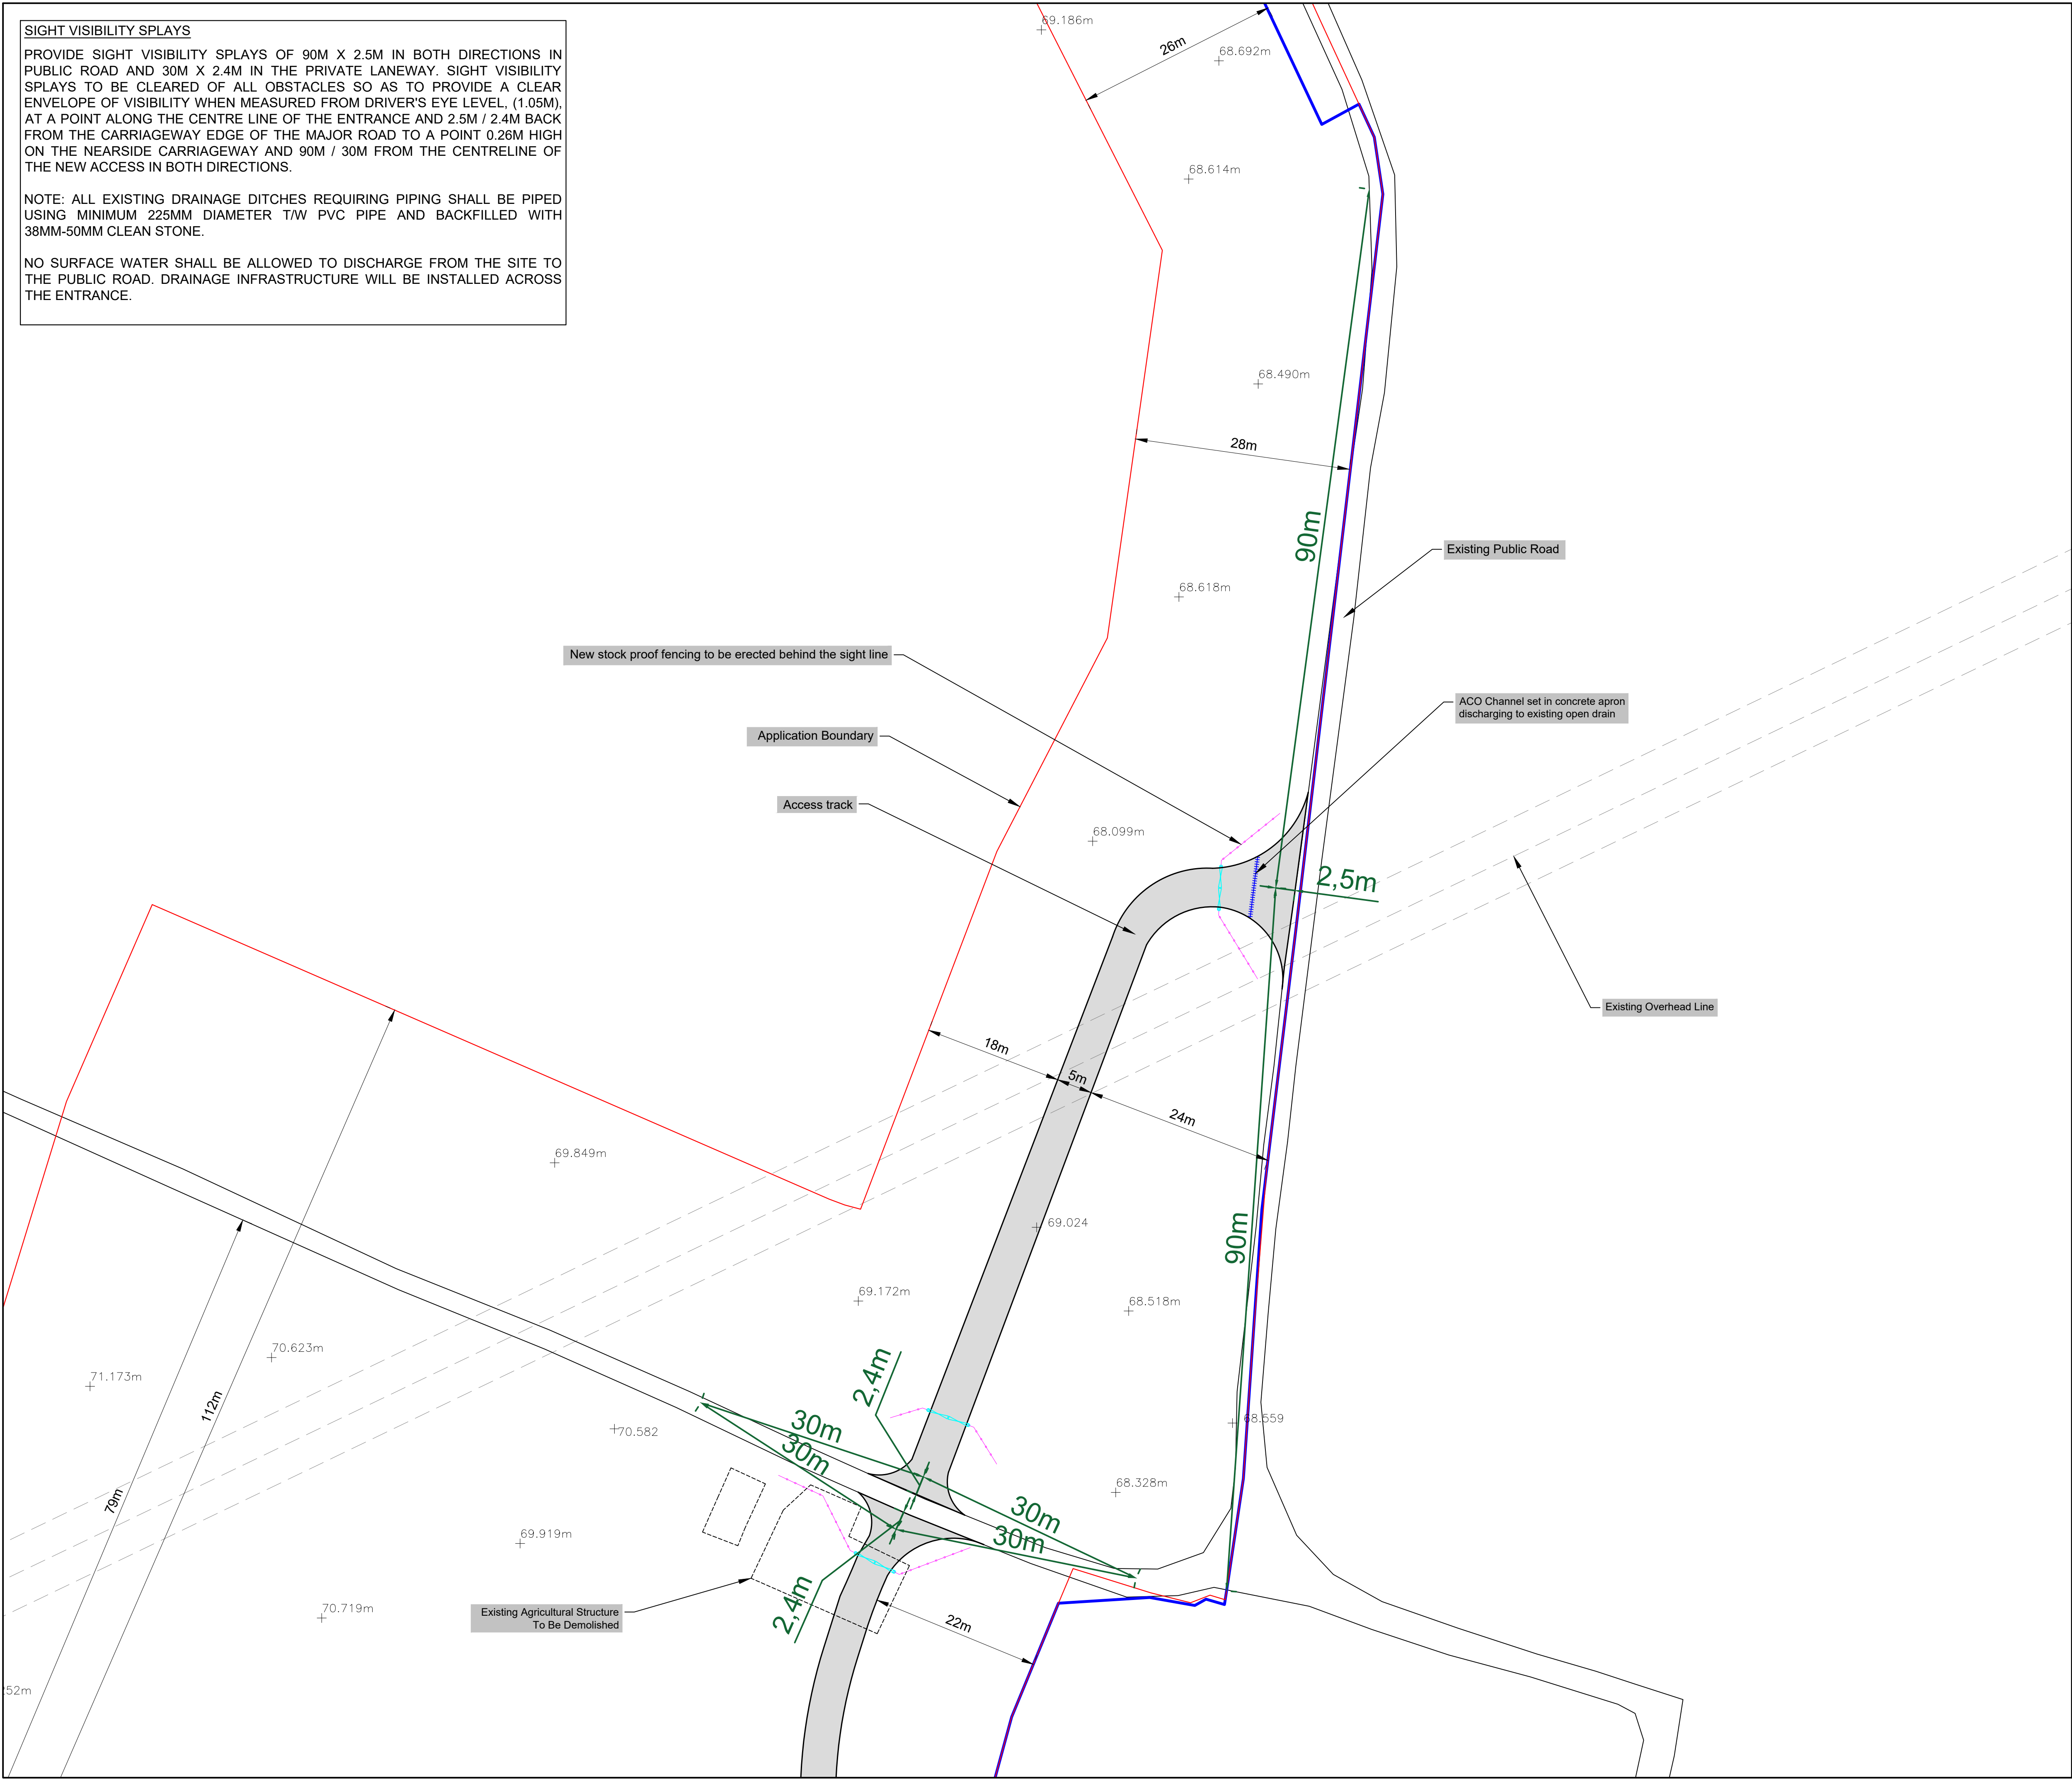 SIGHT VISIBILITY SPLAYS
PROVIDE SIGHT VISIBILITY SPLAYS OF 90M X 2.5M IN BOTH DIRECTIONS IN
PUBLIC ROAD AND 30M X 2.4M IN THE PRIVATE LANEWAY. SIGHT VISIBILITY
SPLAYS TO BE CLEARED OF ALL OBSTACLES SO AS TO PROVIDE A CLEAR
ENVELOPE OF VISIBILITY WHEN MEASURED FROM DRIVER'S EYE LEVEL, (1.05M),
AT A POINT ALONG THE CENTRE LINE OF THE ENTRANCE AND 2.5M / 2.4M BACK
FROM THE CARRIAGEWAY EDGE OF THE MAJOR ROAD TO A POINT 0.26M HIGH
ON THE NEARSIDE CARRIAGEWAY AND 90M / 30M FROM THE CENTRELINE OF
THE NEW ACCESS IN BOTH DIRECTIONS.
NOTE: ALL EXISTING DRAINAGE DITCHES REQUIRING PIPING SHALL BE PIPED
USING MINIMUM 225MM DIAMETER T/W PVC PIPE AND BACKFILLED WITH
38MM-50MM CLEAN STONE.
NO SURFACE WATER SHALL BE ALLOWED TO DISCHARGE FROM THE SITE TO
THE PUBLIC ROAD. DRAINAGE INFRASTRUCTURE WILL BE INSTALLED ACROSS
THE ENTRANCE.
69.186m
26m
68.692m
68.614m
68.490m
28m
90m
Existing Public Road
68.618m
New stock proof fencing to be erected behind the sight line
ACO Channel set in concrete apron
discharging to existing open drain
Application Boundary
Access track
68.099m
2,5m
Existing Overhead Line
18m
5m
24m
69.849m
69.024
90m
69.172m
68.518m
70.623m
71.173m
112m
2,4m
68.559
30m
30m
70.582
79m
68.328m
30m
30m
69.919m
2,4m
70.719m
Existing Agricultural Structure
To Be Demolished
22m
52m